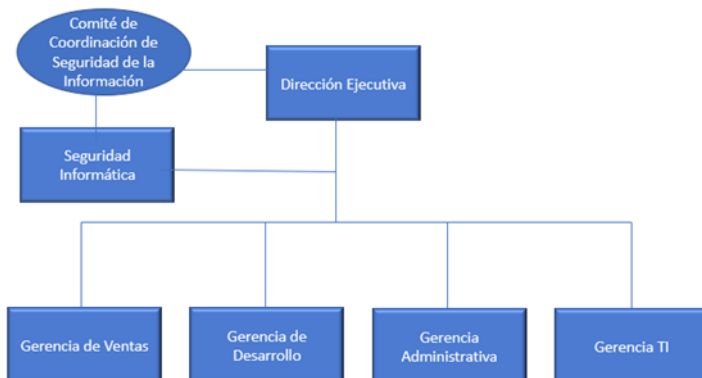 Comité de
Coordinación de
Seguridad de la
Información
Dirección Ejecutiva
Seguridad
Informática
Gerencia de Ventas
Gerencia de
Desarrollo
Gerencia
Administrativa
Gerencia TI